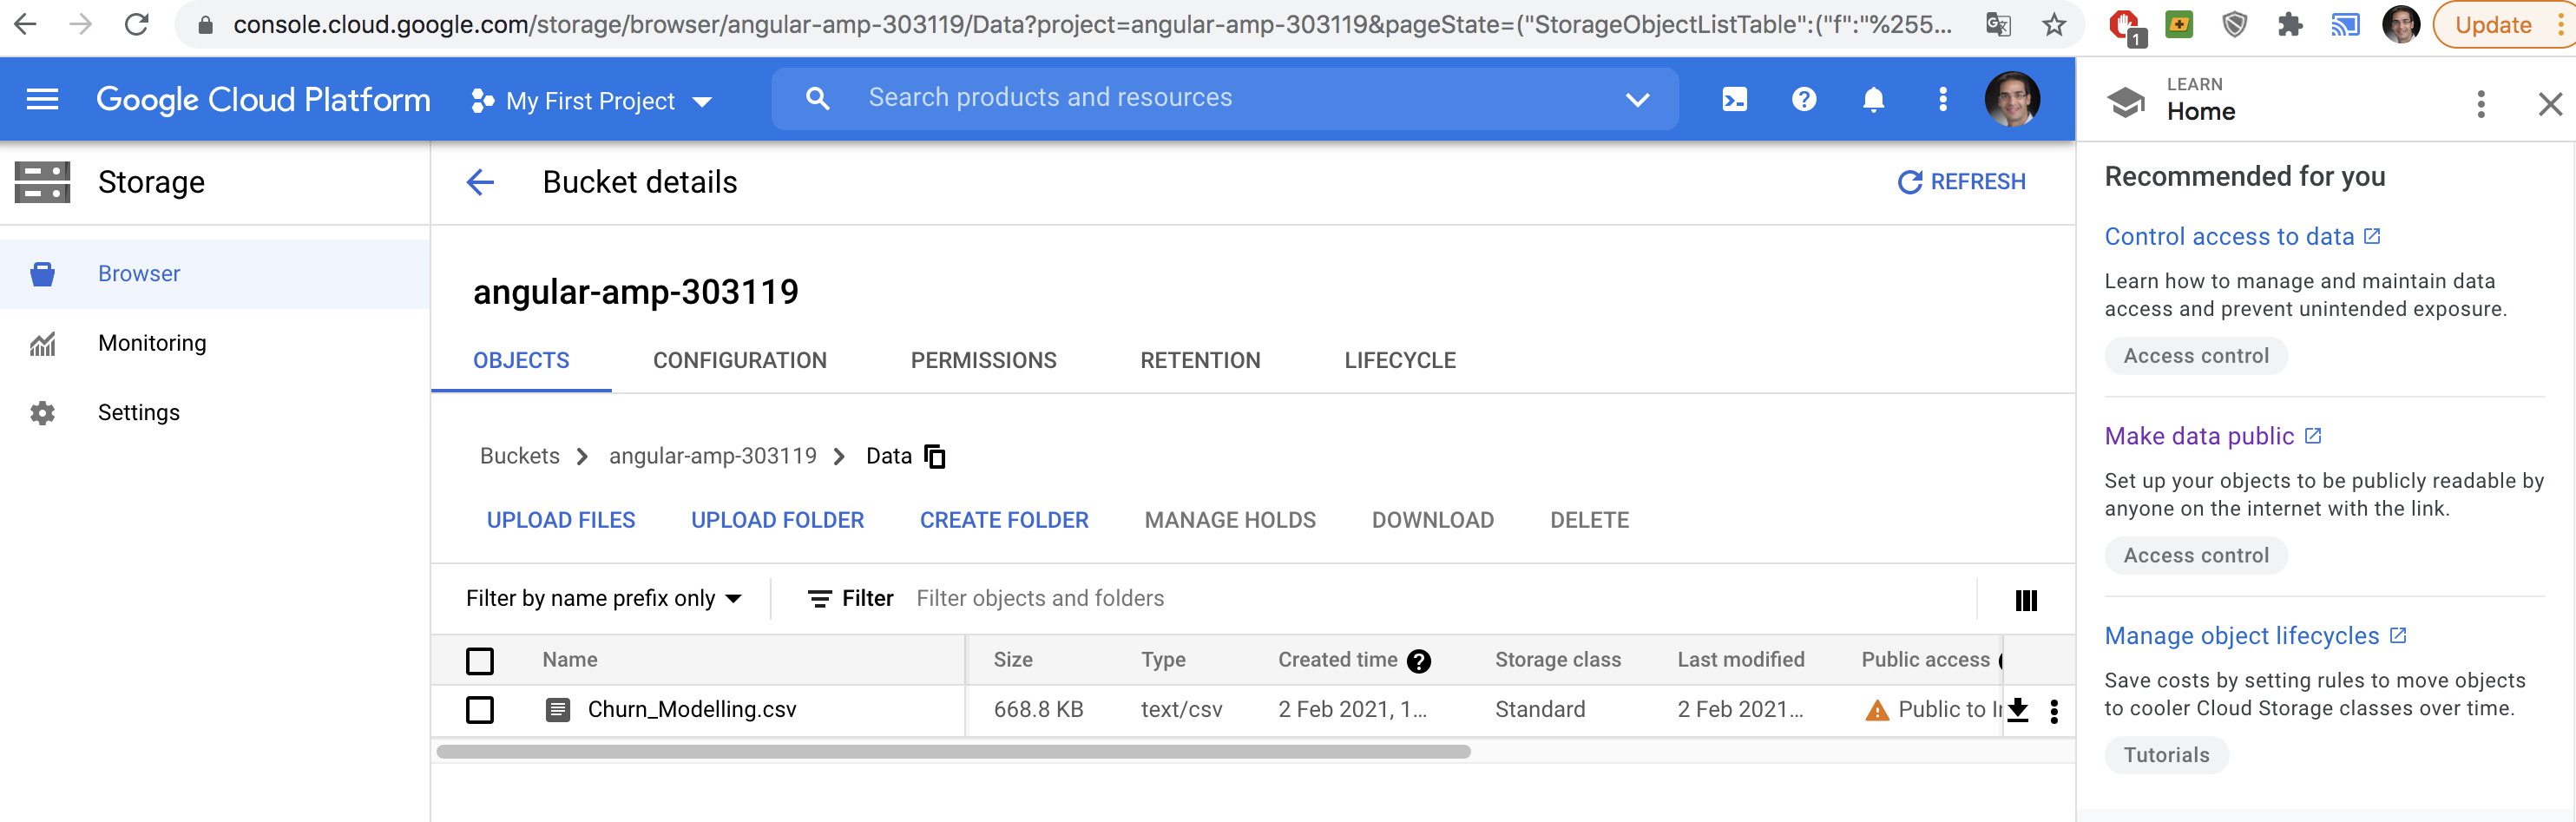 console.cloud.google.com/storage/browser/angular-amp-303119/Data?project=angular-amp-303119&pageState=("StorageObjectListTable":("f":"%255...
1
Update
Google Cloud Platform
My First Project
Search products and resources
LEARN
Home
Storage
Browser
Monitoring
Settings
Bucket details
REFRESH
angular-amp-303119
OBJECTS CONFIGURATION PERMISSIONS RETENTION LIFECYCLE
Buckets > angular-amp-303119 > Data
UPLOAD FILES UPLOAD FOLDER CREATE FOLDER MANAGE HOLDS DOWNLOAD DELETE
Filter by name prefix only Filter Filter objects and folders
Name Size Type Created time Storage class Last modified Public access
Churn_Modelling.csv 668.8 KB text/csv 2 Feb 2021, 1... Standard 2 Feb 2021... Public to
Recommended for you
Control access to data
Learn how to manage and maintain data
access and prevent unintended exposure.
Access control
Make data public
Set up your objects to be publicly readable by
anyone on the internet with the link.
Access control
Manage object lifecycles
Save costs by setting rules to move objects
to cooler Cloud Storage classes over time.
Tutorials